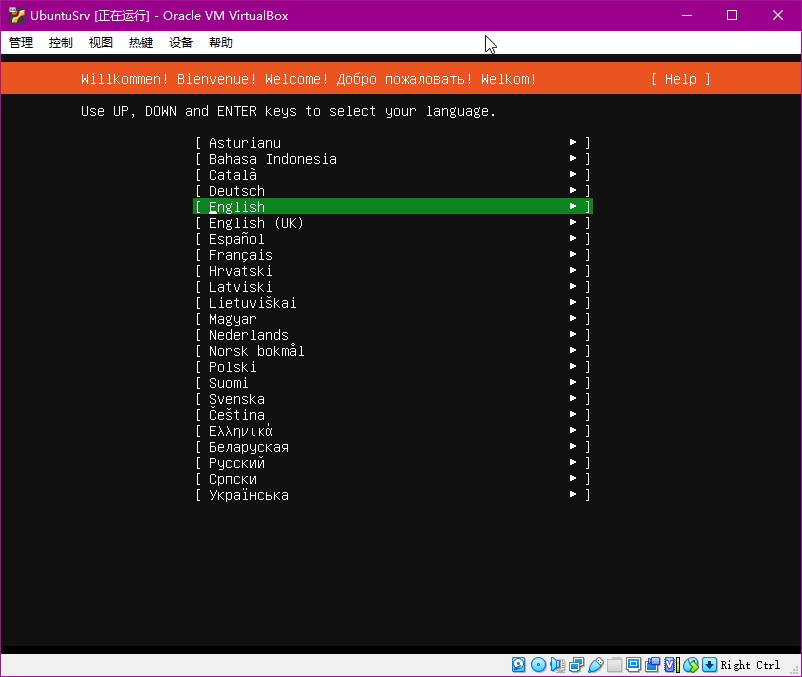 UbuntuSrv [正在运行] - Oracle VM VirtualBox
管理 控制 视图 热键 设备 帮助
Willkommen! Bienvenue! Welcome! Добро пожаловать! Welkom! [ Help ]
Use UP, DOWN and ENTER keys to select your language.
[ Asturianu ▸ ]
[ Bahasa Indonesia ▸ ]
[ Català ▸ ]
[ Deutsch ▸ ]
[ English ▸ ]
[ English (UK) ▸ ]
[ Español ▸ ]
[ Français ▸ ]
[ Hrvatski ▸ ]
[ Latviski ▸ ]
[ Lietuviškai ▸ ]
[ Magyar ▸ ]
[ Nederlands ▸ ]
[ Norsk bokmål ▸ ]
[ Polski ▸ ]
[ Suomi ▸ ]
[ Svenska ▸ ]
[ Čeština ▸ ]
[ Ελληνικά ▸ ]
[ Беларуская ▸ ]
[ Русский ▸ ]
[ Српски ▸ ]
[ Українська ▸ ]
Right Ctrl